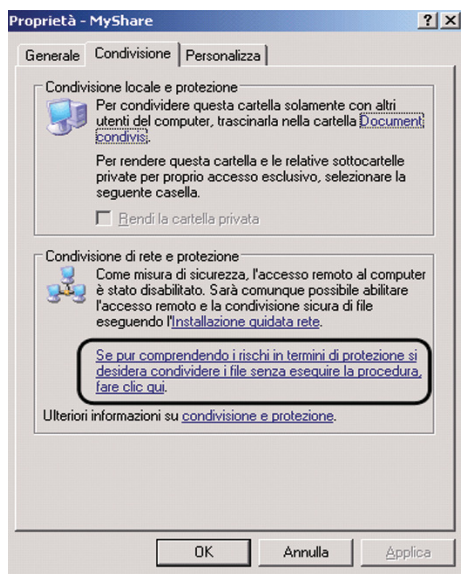 Proprietà - MyShare
Generale Condivisione Personalizza
Condivisione locale e protezione
Per condividere questa cartella solamente con altri
utenti del computer, trascinarla nella cartella Document
condivisi.
Per rendere questa cartella e le relative sottocartelle
private per proprio accesso esclusivo, selezionare la
seguente casella.
Rendi la cartella privata
Condivisione di rete e protezione
Come misura di sicurezza, l'accesso remoto al computer
è stato disabilitato. Sarà comunque possibile abilitare
l'accesso remoto e la condivisione sicura di file
eseguendo l'Installazione guidata rete.
Se pur comprendendo i rischi in termini di protezione si
desidera condividere i file senza eseguire la procedura,
fare clic qui.
Ulteriori informazioni su condivisione e protezione.
OK Annulla Applica